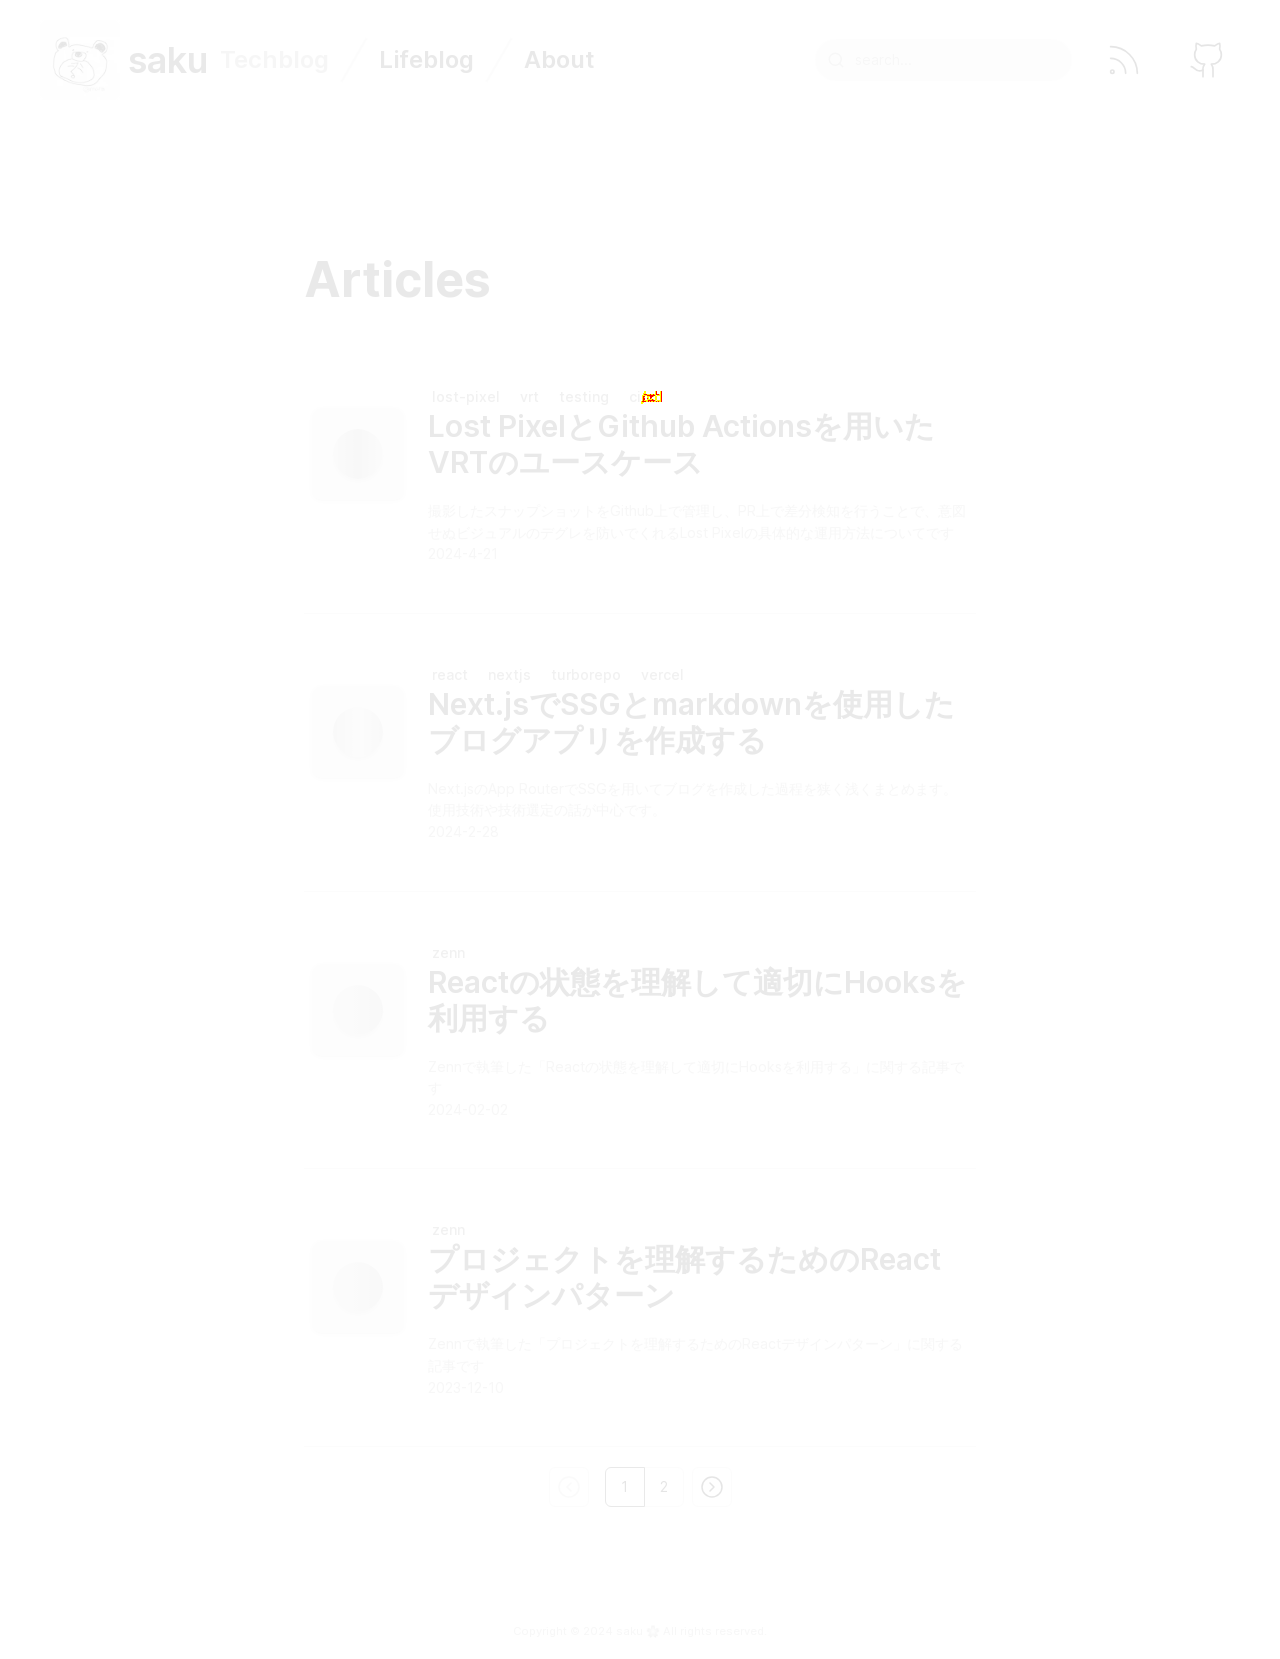 saku Techblog Lifeblog About
search...
Articles
lost-pixel vrt testing
Lost PixelとGithub Actionsを用いた
VRTのユースケース
撮影したスナップショットをGithub上で管理し、PR上で差分検知を行うことで、意図
せぬビジュアルのデグレを防いでくれるLost Pixelの具体的な運用方法についてです
2024-4-21
react nextjs turborepo vercel
Next.jsでSSGとmarkdownを使用した
ブログアプリを作成する
Next.jsのApp RouterでSSGを用いてブログを作成した過程を狭く浅くまとめます。
使用技術や技術選定の話が中心です。
2024-2-28
zenn
Reactの状態を理解して適切にHooksを
利用する
Zennで執筆した「Reactの状態を理解して適切にHooksを利用する」に関する記事で
す
2024-02-02
zenn
プロジェクトを理解するためのReact
デザインパターン
Zennで執筆した「プロジェクトを理解するためのReactデザインパターン」に関する
記事です
2023-12-10
1 2
Copyright © 2024 saku All rights reserved.